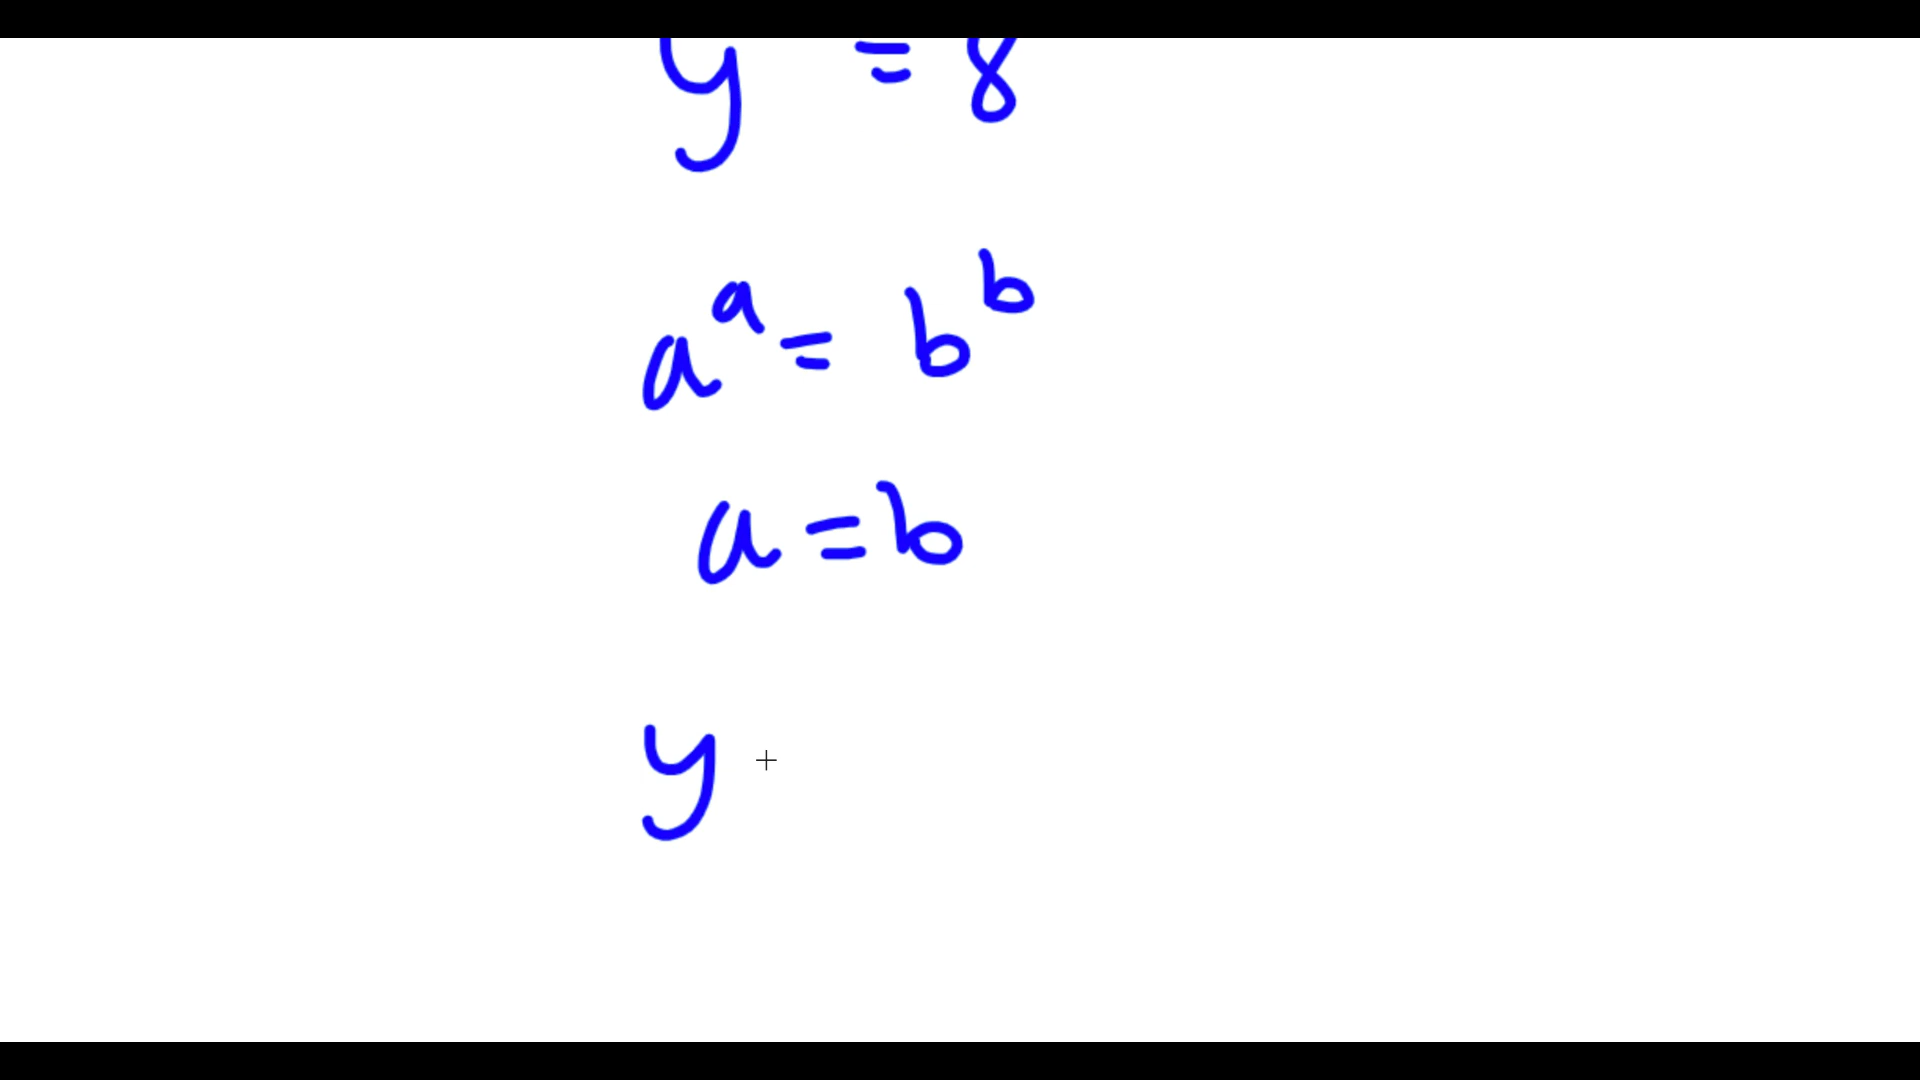 y = 8
a^a = b^b
a = b
y